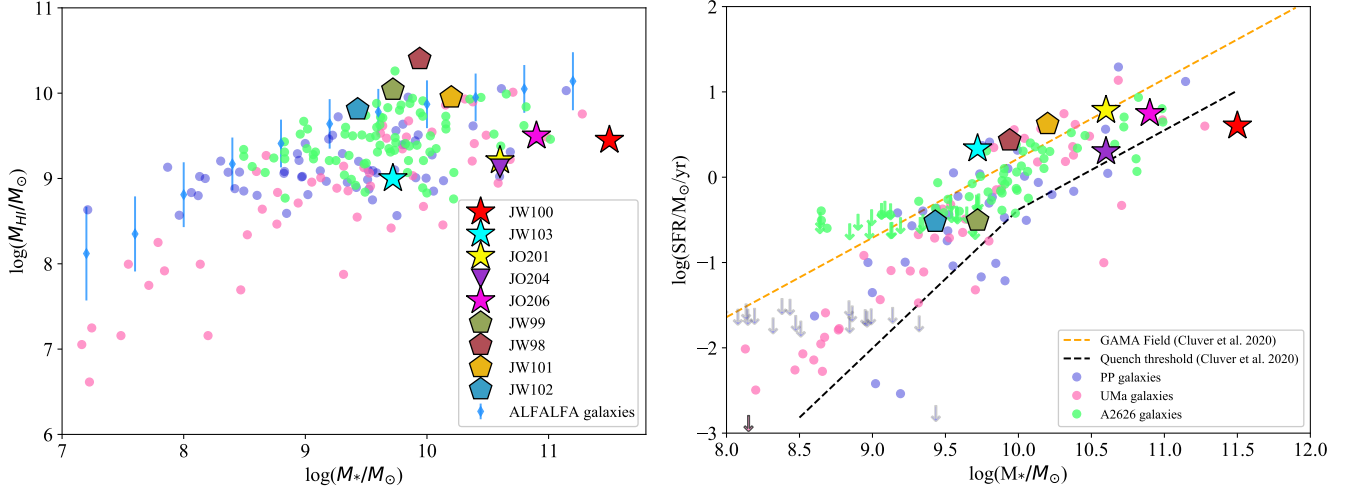 11
10
9
8
7
6
log(M_HI/M_⊙)
7
8
9
10
11
log(M_*/M_⊙)
JW100
JW103
JO201
JO204
JO206
JW99
JW98
JW101
JW102
ALFALFA galaxies
2
1
0
−1
−2
−3
log(SFR/M_⊙/yr)
8.0
8.5
9.0
9.5
10.0
10.5
11.0
11.5
12.0
log(M_*/M_⊙)
GAMA Field (Cluver et al. 2020)
Quench threshold (Cluver et al. 2020)
PP galaxies
UMa galaxies
A2626 galaxies